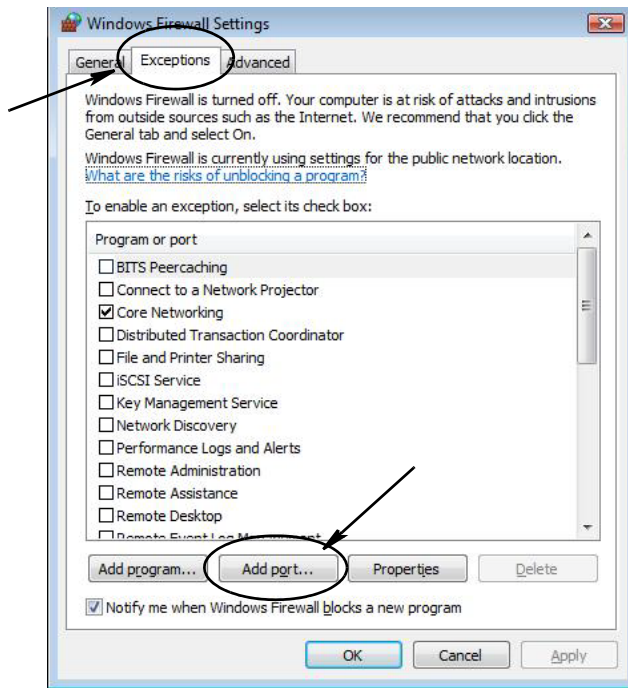 Windows Firewall Settings
General Exceptions Advanced
Windows Firewall is turned off. Your computer is at risk of attacks and intrusions
from outside sources such as the Internet. We recommend that you click the
General tab and select On.
Windows Firewall is currently using settings for the public network location.
What are the risks of unblocking a program?
To enable an exception, select its check box:
Program or port
BITS Peercaching
Connect to a Network Projector
Core Networking
Distributed Transaction Coordinator
File and Printer Sharing
iSCSI Service
Key Management Service
Network Discovery
Performance Logs and Alerts
Remote Administration
Remote Assistance
Remote Desktop
Remote Event Log Management
Add program... Add port... Properties Delete
Notify me when Windows Firewall blocks a new program
OK Cancel Apply